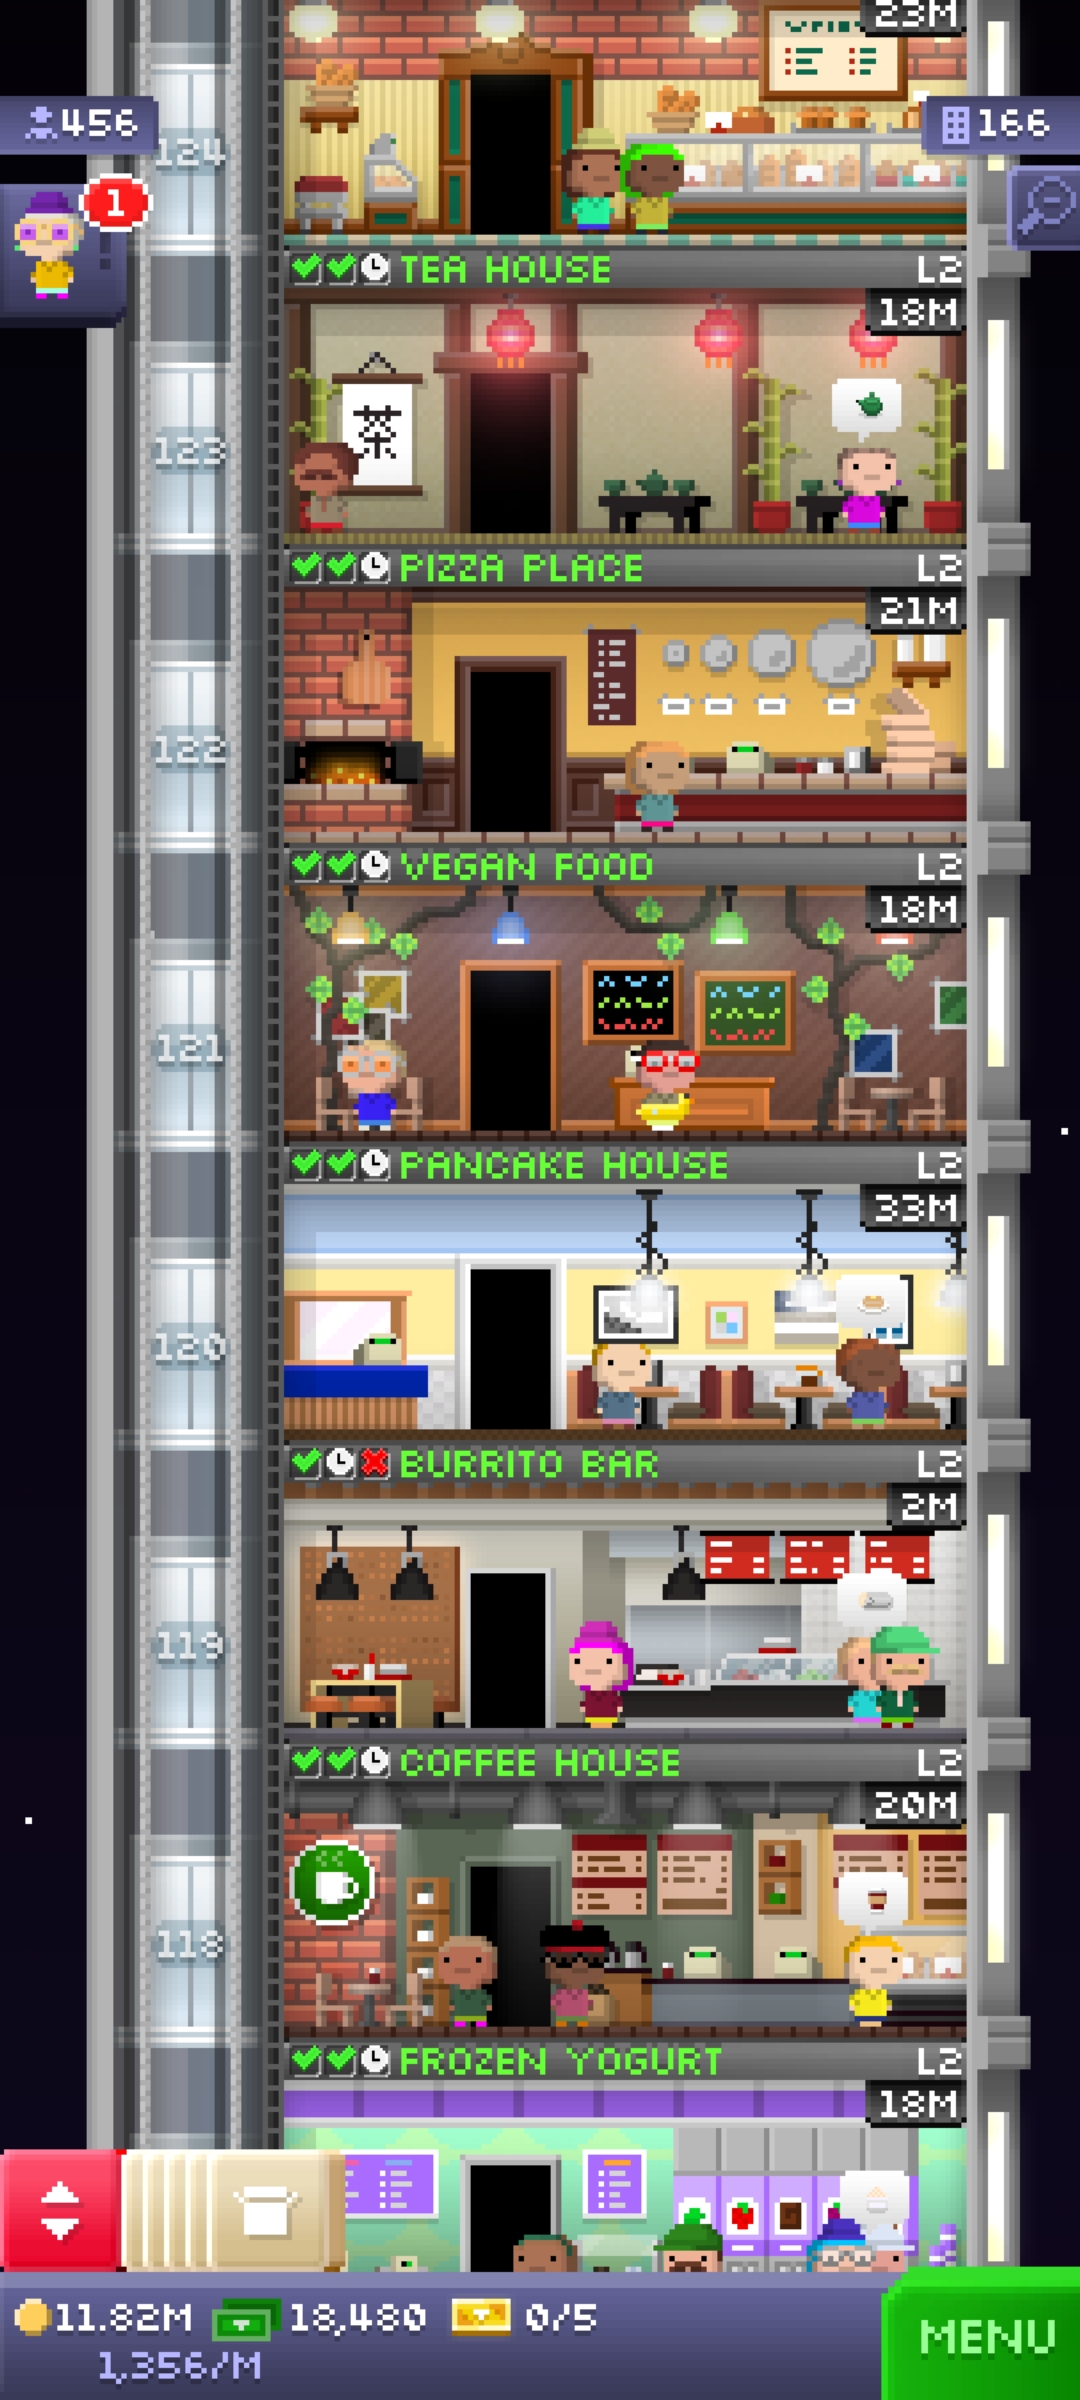 23M
456
166
124
1
TEA HOUSE L2
18M
茶
123
PIZZA PLACE L2
21M
122
VEGAN FOOD L2
18M
121
PANCAKE HOUSE L2
33M
120
BURRITO BAR L2
2M
119
COFFEE HOUSE L2
20M
118
FROZEN YOGURT L2
18M
11.82M 18,480 0/5
1,356/M
MENU